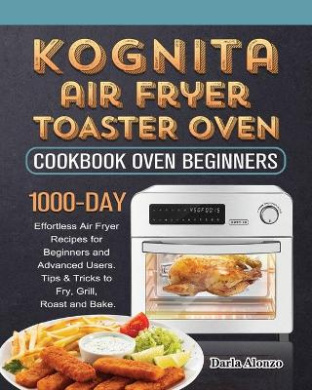 KOGNITA
AIR FRYER
TOASTER OVEN
COOKBOOK OVEN BEGINNERS
1000-DAY
Effortless Air Fryer
Recipes for
Beginners and
Advanced Users.
Tips & Tricks to
Fry, Grill,
Roast and Bake.
Darla Alonzo